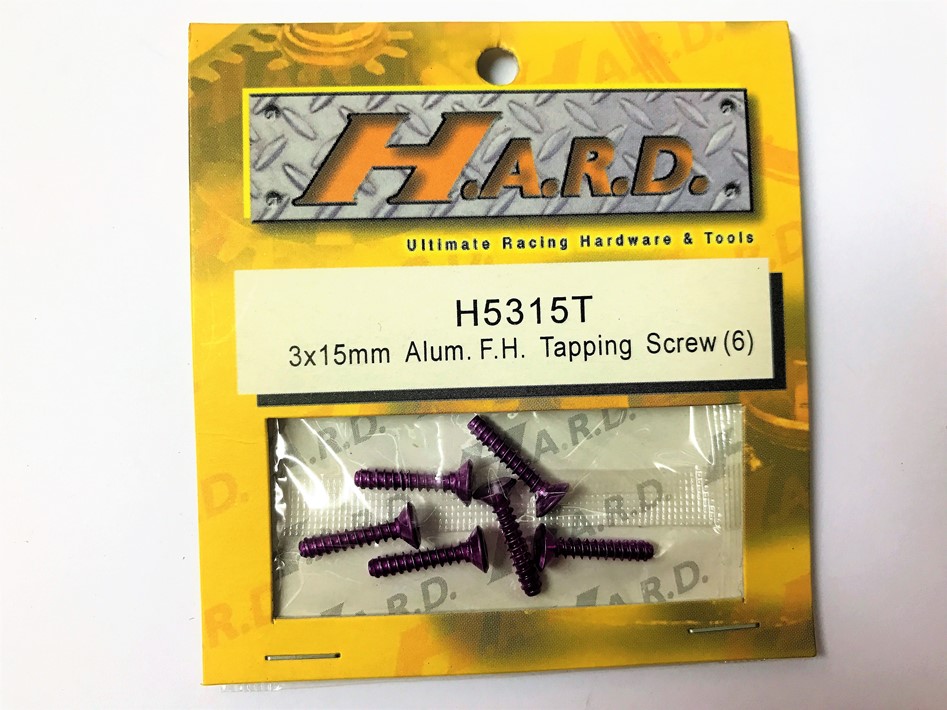 H.A.R.D.
Ultimate Racing Hardware & Tools
H5315T
3x15mm Alum. F.H. Tapping Screw (6)